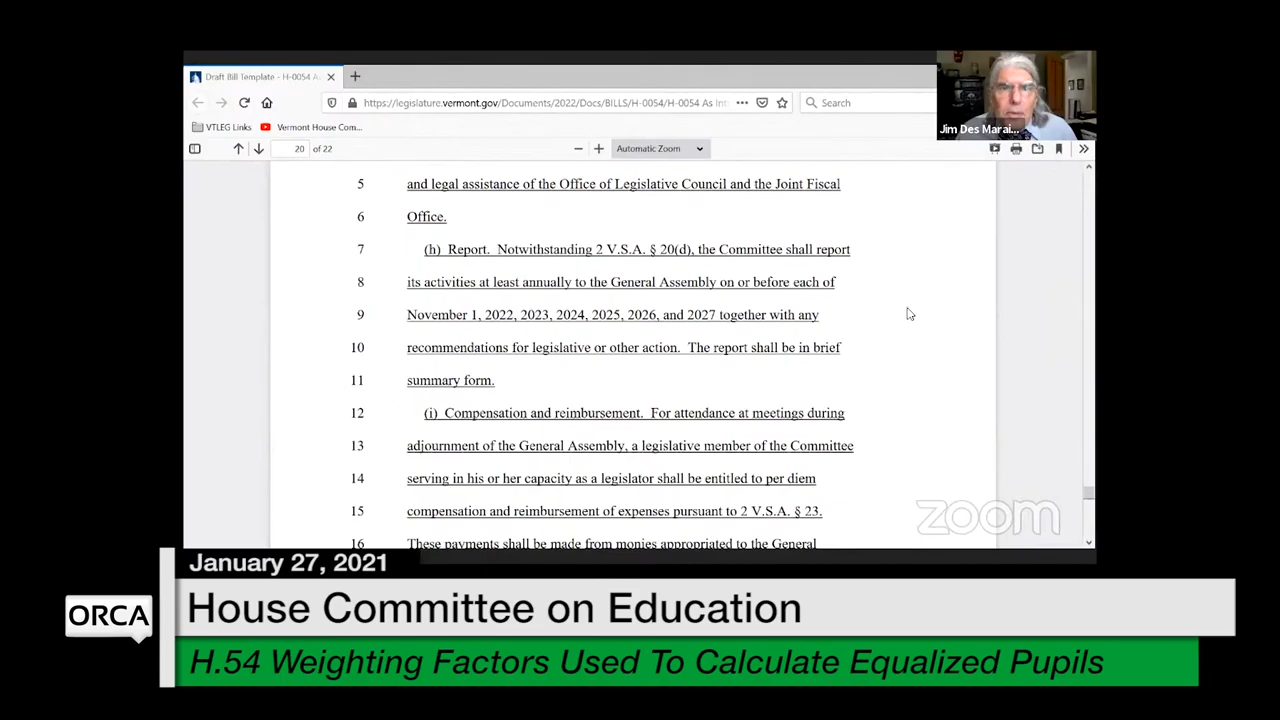 Draft Bill Template - H-0054 As
https://legislature.vermont.gov/Documents/2022/Docs/BILLS/H-0054/H-0054 As Int
Search
VTLEG Links
Vermont House Com...
Jim Des Marai...
20 of 22
Automatic Zoom
5 and legal assistance of the Office of Legislative Council and the Joint Fiscal
6 Office.
7 (h) Report. Notwithstanding 2 V.S.A. § 20(d), the Committee shall report
8 its activities at least annually to the General Assembly on or before each of
9 November 1, 2022, 2023, 2024, 2025, 2026, and 2027 together with any
10 recommendations for legislative or other action. The report shall be in brief
11 summary form.
12 (i) Compensation and reimbursement. For attendance at meetings during
13 adjournment of the General Assembly, a legislative member of the Committee
14 serving in his or her capacity as a legislator shall be entitled to per diem
15 compensation and reimbursement of expenses pursuant to 2 V.S.A. § 23.
16 These payments shall be made from monies appropriated to the General
zoom
January 27, 2021
ORCA
House Committee on Education
H.54 Weighting Factors Used To Calculate Equalized Pupils